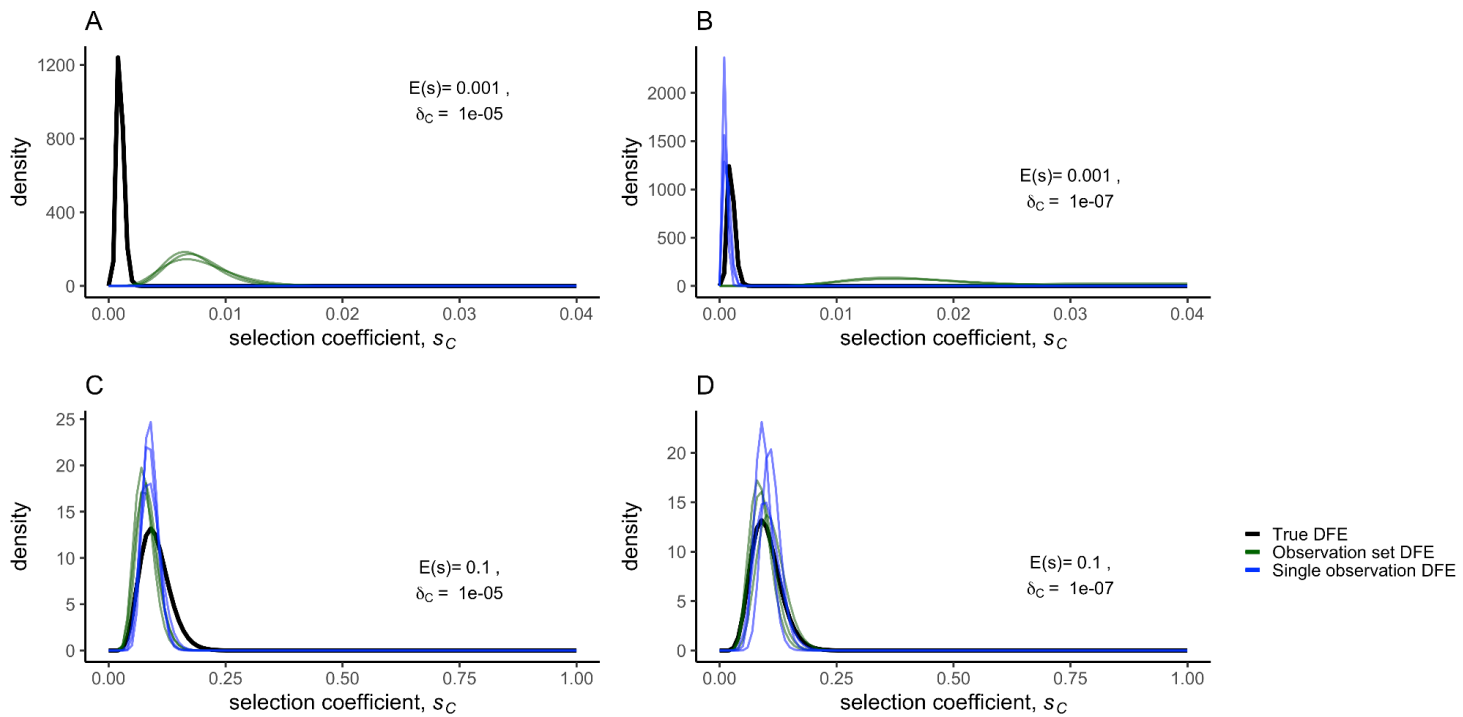 A
1200
800
400
0
density
E(s)= 0.001 ,
δC = 1e-05
0.00 0.01 0.02 0.03 0.04
selection coefficient, sC
B
2000
1500
1000
500
0
density
E(s)= 0.001 ,
δC = 1e-07
0.00 0.01 0.02 0.03 0.04
selection coefficient, sC
C
25
20
15
10
5
0
density
E(s)= 0.1 ,
δC = 1e-05
0.00 0.25 0.50 0.75 1.00
selection coefficient, sC
D
20
15
10
5
0
density
E(s)= 0.1 ,
δC = 1e-07
0.00 0.25 0.50 0.75 1.00
selection coefficient, sC
True DFE
Observation set DFE
Single observation DFE